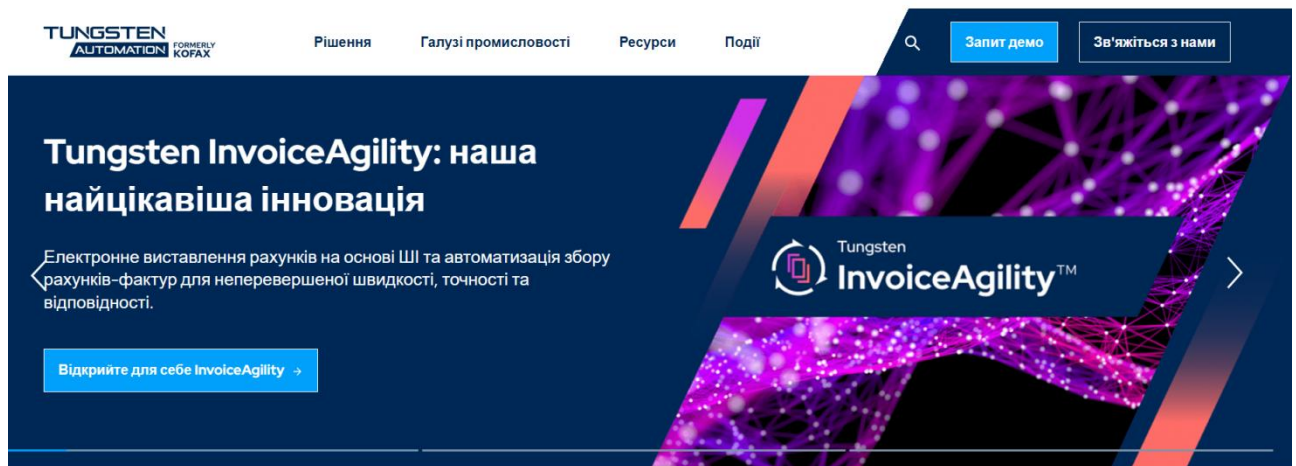 TUNGSTEN
AUTOMATION FORMERLY KOFAX
Рішення Галузі промисловості Ресурси Події Запит демо Зв'яжіться з нами
Tungsten InvoiceAgility: наша
найцікавіша інновація
Електронне виставлення рахунків на основі ШІ та автоматизація збору
рахунків-фактур для неперевершеної швидкості, точності та
відповідності.
Відкрийте для себе InvoiceAgility →
Tungsten
InvoiceAgility™